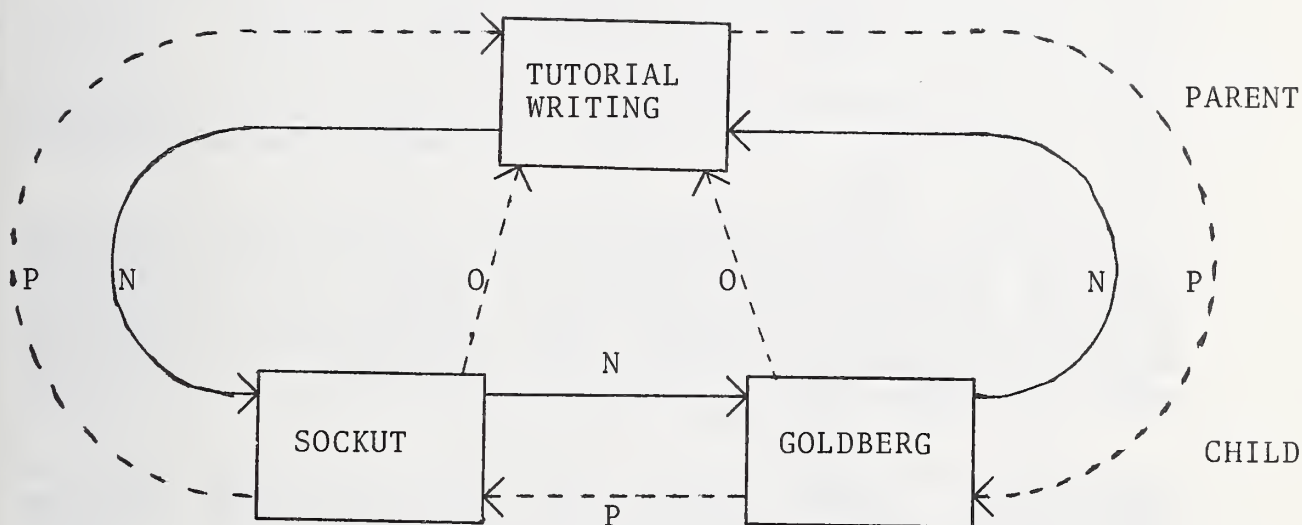 TUTORIAL
WRITING
PARENT
P
N
O
O
N
P
N
SOCKUT
GOLDBERG
CHILD
P